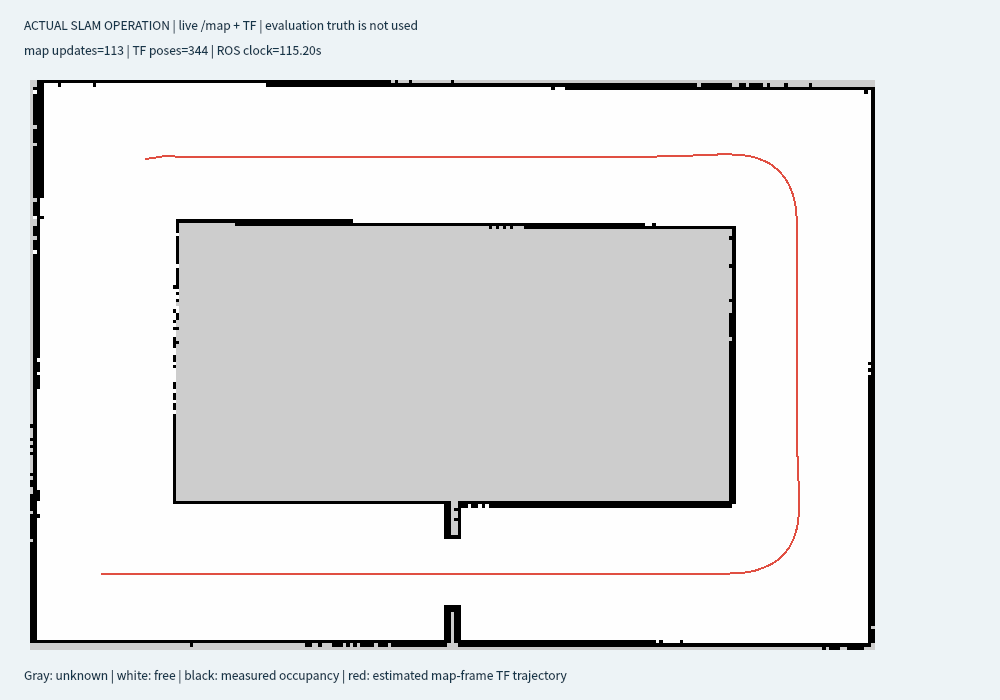 ACTUAL SLAM OPERATION | live /map + TF | evaluation truth is not used
map updates=113 | TF poses=344 | ROS clock=115.20s
Gray: unknown | white: free | black: measured occupancy | red: estimated map-frame TF trajectory